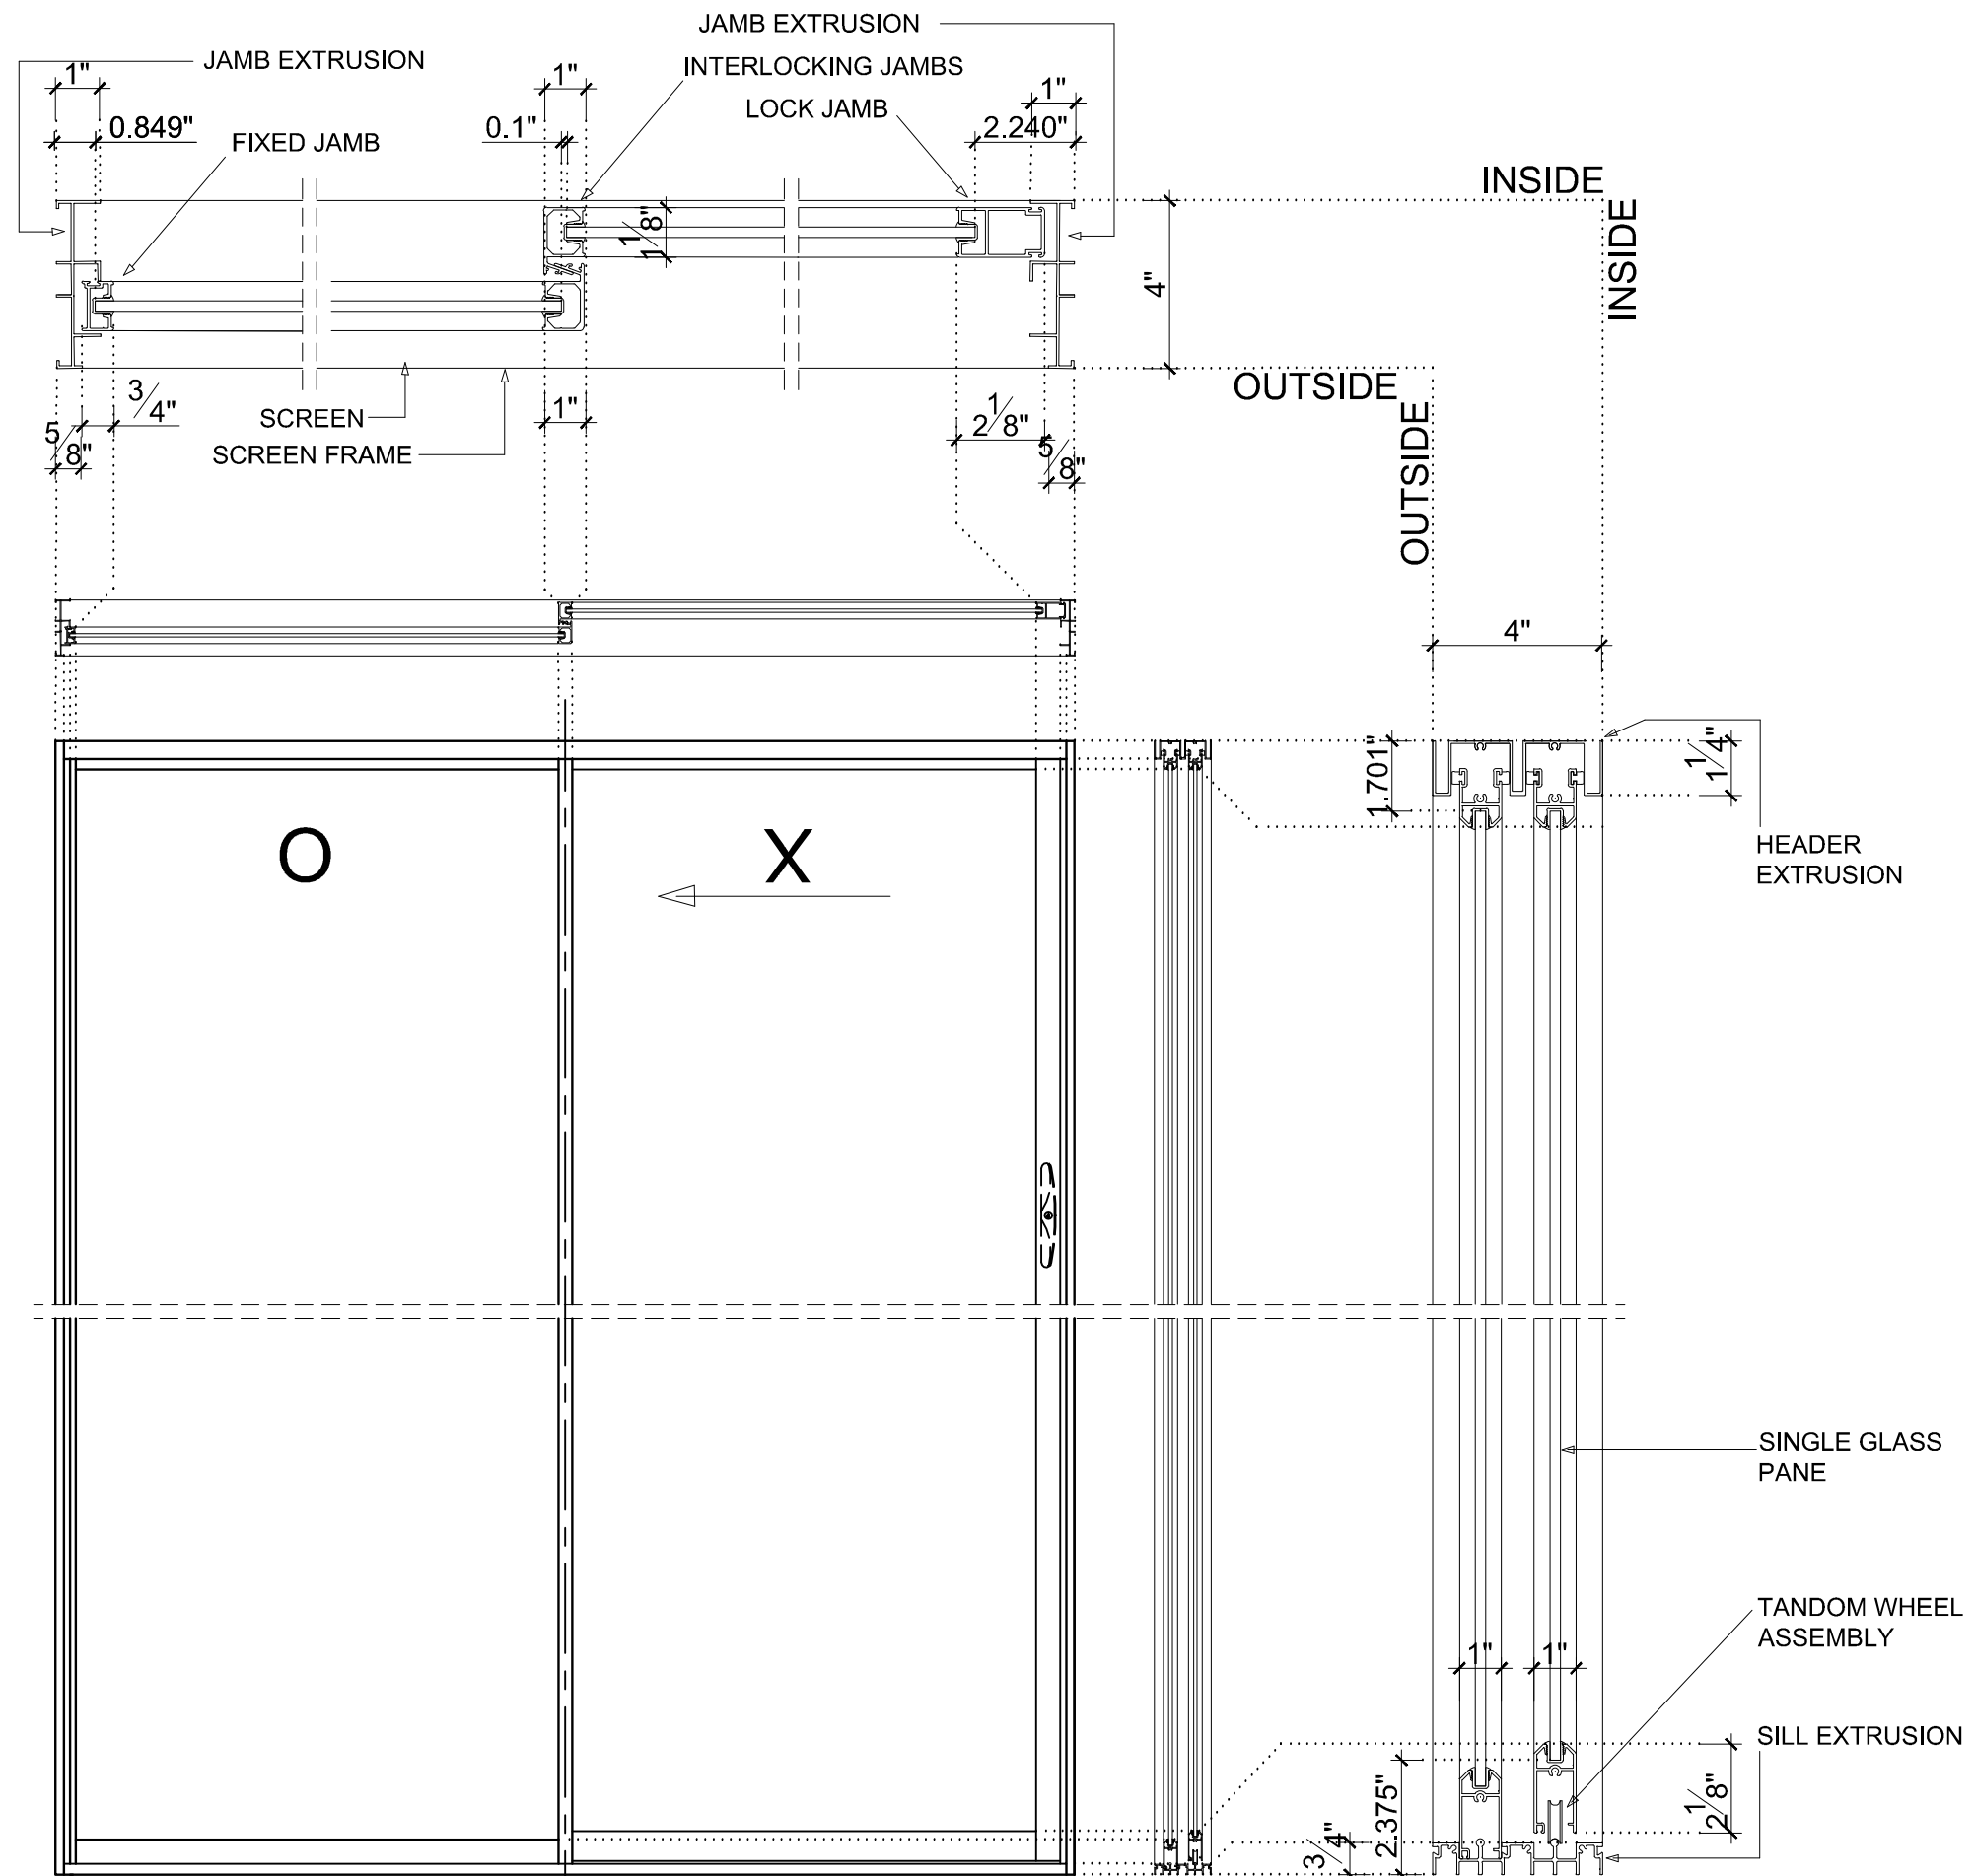 JAMB EXTRUSION
JAMB EXTRUSION
INTERLOCKING JAMBS
LOCK JAMB
1"
1"
1"
0.849"
0.1"
2.240"
FIXED JAMB
INSIDE
INSIDE
1 1/8"
4"
OUTSIDE
OUTSIDE
3/4"
SCREEN
1"
2 1/8"
5/8"
SCREEN FRAME
5/8"
4"
1.701"
1 1/4"
O
X
HEADER
EXTRUSION
SINGLE GLASS
PANE
TANDOM WHEEL
ASSEMBLY
1"
1"
SILL EXTRUSION
2.375"
2 1/8"
3/4"